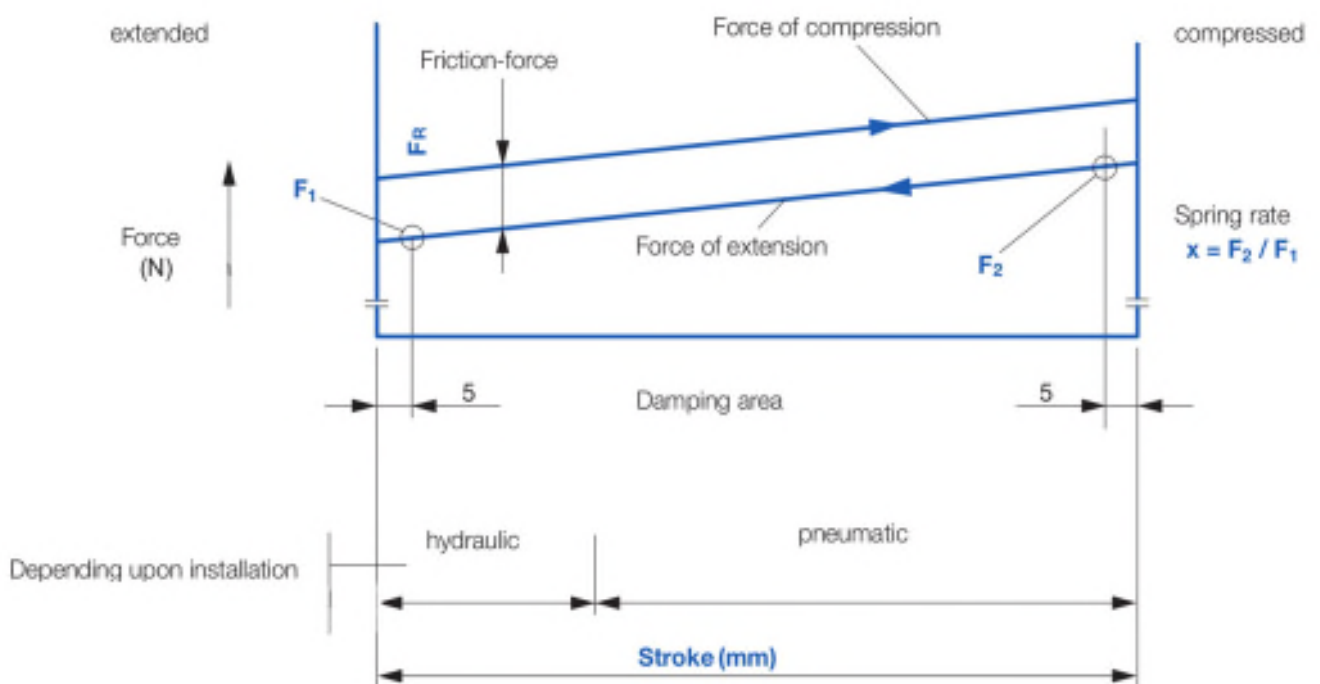 extended
Force of compression
compressed
Friction-force
FR
F1
Force
(N)
Force of extension
F2
Spring rate
x = F2 / F1
5
Damping area
5
hydraulic
pneumatic
Depending upon installation
Stroke (mm)